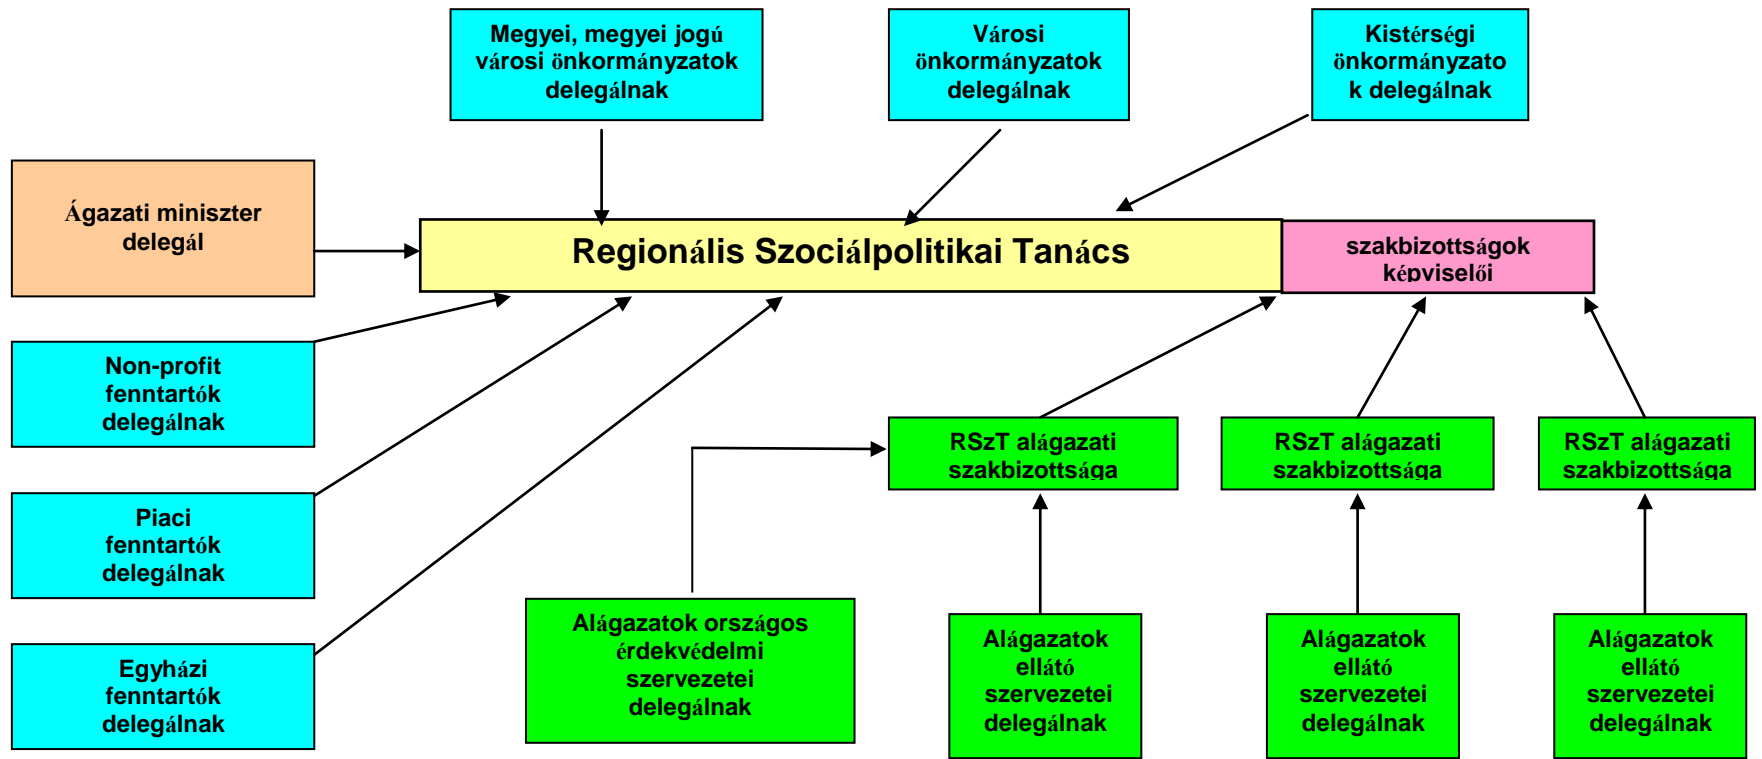 Megyei, megyei jogú
városi önkormányzatok
delegálnak
Városi
önkormányzatok
delegálnak
Kistérségi
önkormányzato
k delegálnak
Ágazati miniszter
delegál
Regionális Szociálpolitikai Tanács
szakbizottságok
képviselői
Non-profit
fenntartók
delegálnak
Piaci
fenntartók
delegálnak
Egyházi
fenntartók
delegálnak
RSzT alágazati
szakbizottsága
RSzT alágazati
szakbizottsága
RSzT alágazati
szakbizottsága
Alágazatok országos
érdekvédelmi
szervezetei
delegálnak
Alágazatok
ellátó
szervezetei
delegálnak
Alágazatok
ellátó
szervezetei
delegálnak
Alágazatok
ellátó
szervezetei
delegálnak